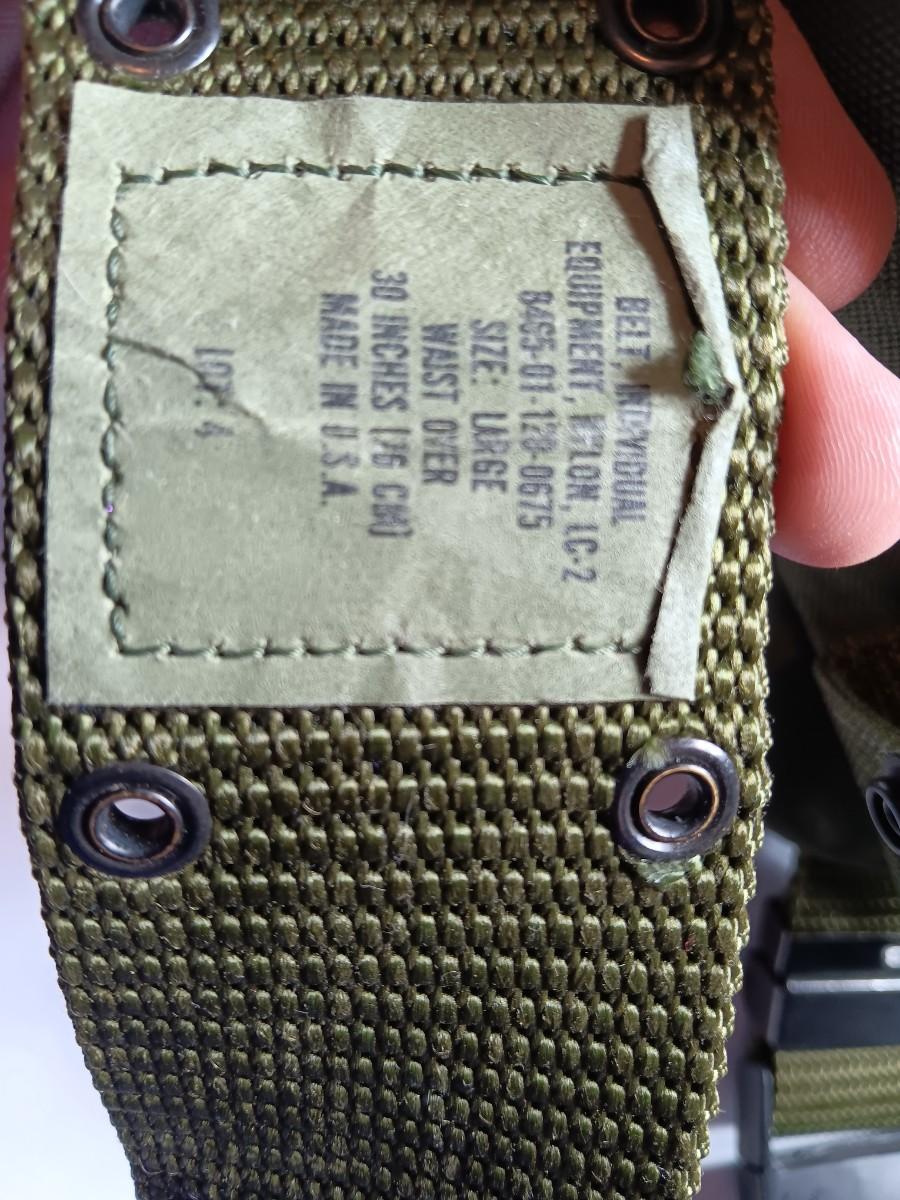 BELT, INDIVIDUAL
EQUIPMENT, NYLON, LC-2
8465-01-120-0675
SIZE: LARGE
WAIST OVER
30 INCHES (76 CM)
MADE IN U.S.A.
LOT: 4